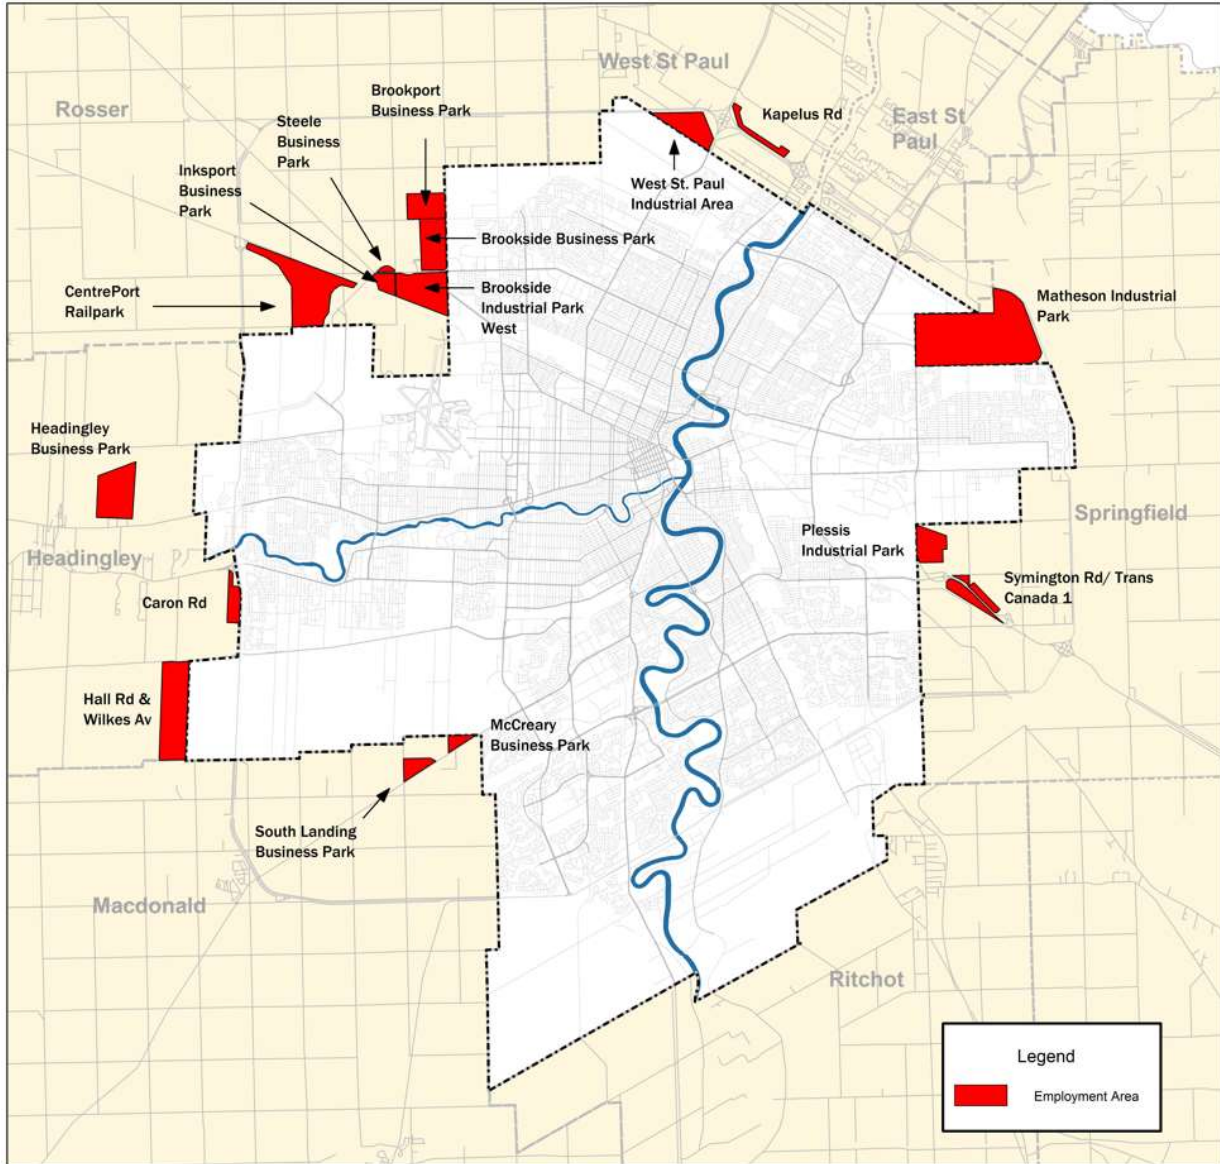 West St Paul
Rosser
Brookport
Business Park
Steele
Business
Park
Kapelus Rd
East St
Paul
Inksport
Business
Park
West St. Paul
Industrial Area
Brookside Business Park
CentrePort
Railpark
Brookside
Industrial Park
West
Matheson Industrial
Park
Headingley
Business Park
Springfield
Plessis
Industrial Park
Headingley
Symington Rd/ Trans
Canada 1
Caron Rd
Hall Rd &
Wilkes Av
McCreary
Business Park
South Landing
Business Park
Macdonald
Ritchot
Legend
Employment Area